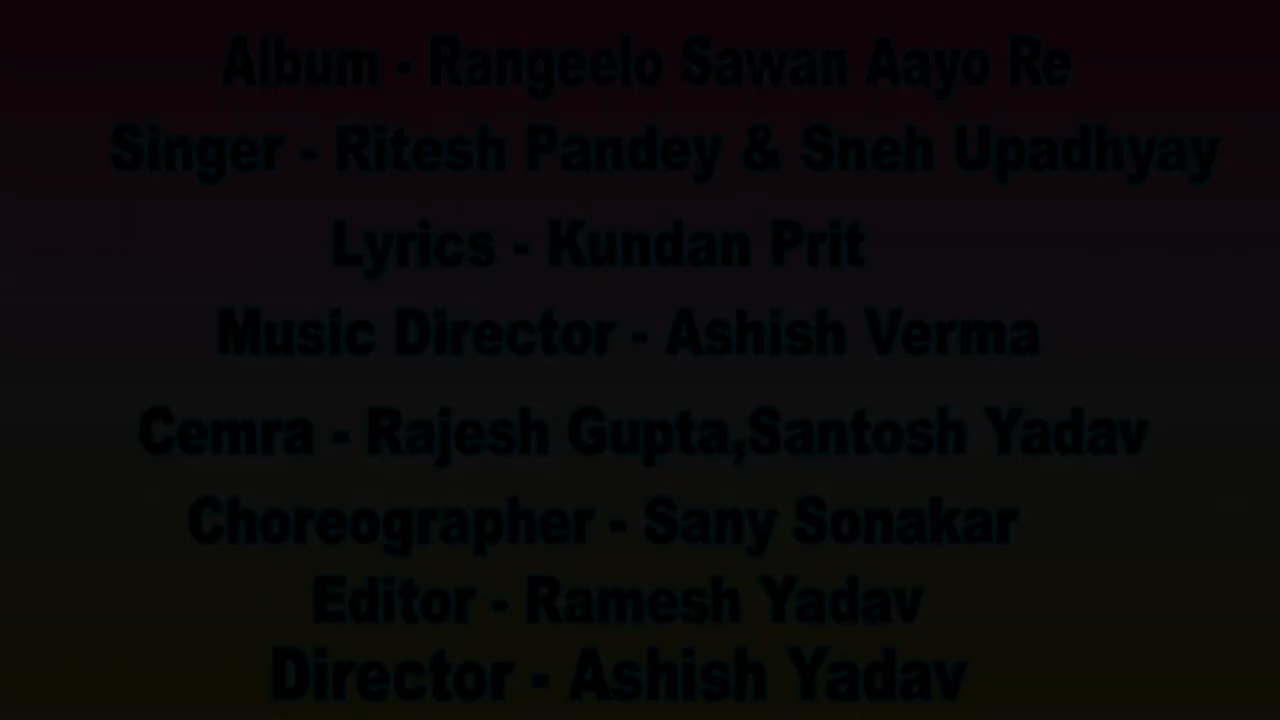 Album - Rangeelo Sawan Aayo Re
Singer - Ritesh Pandey & Sneh Upadhyay
Lyrics - Kundan Prit
Music Director - Ashish Verma
Cemra - Rajesh Gupta,Santosh Yadav
Choreographer - Sany Sonakar
Editor - Ramesh Yadav
Director - Ashish Yadav